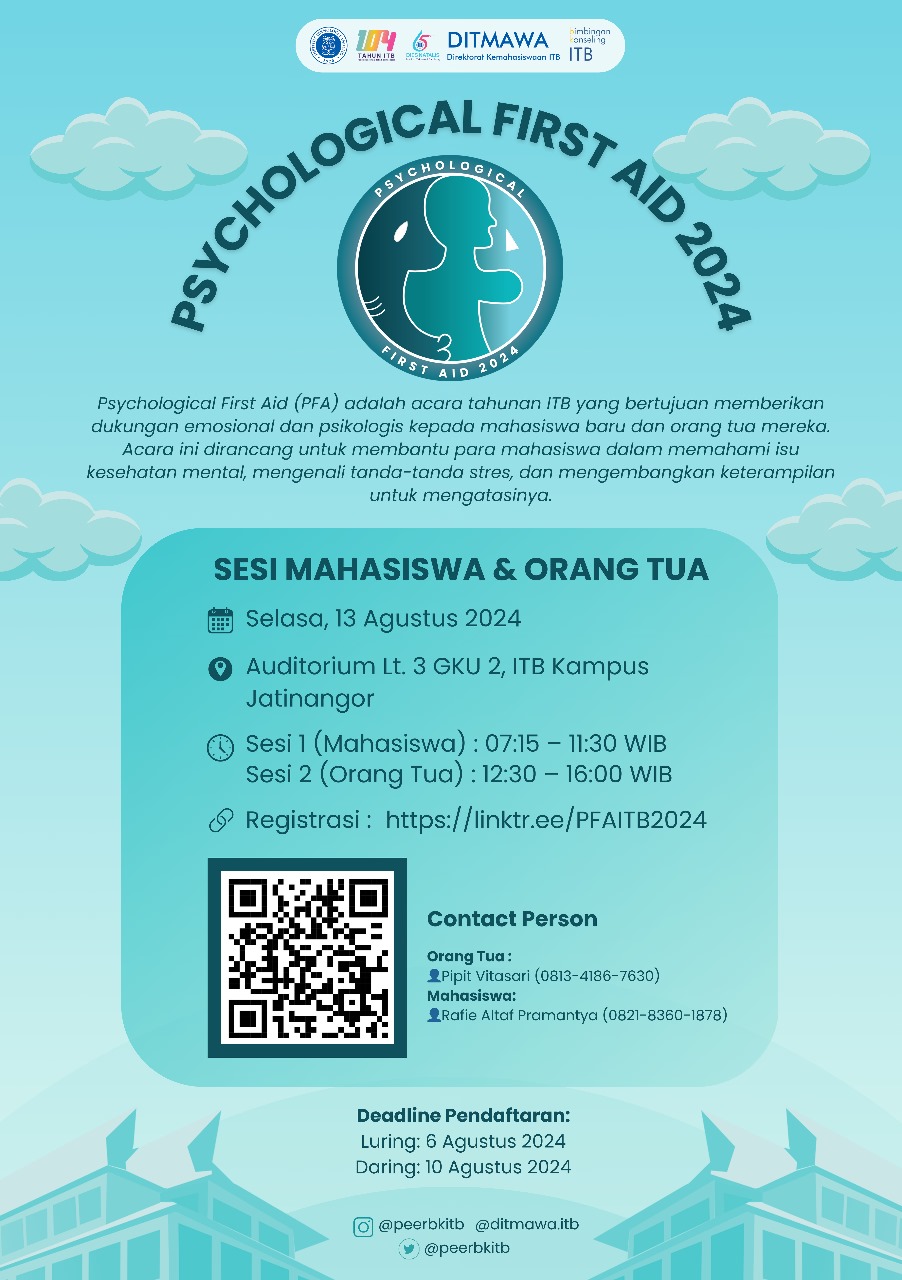 104
TAHUN ITB
DIES NATALIS
DITMAWA
Direktorat Kemahasiswaan ITB
bimbingan
konseling
ITB
PSYCHOLOGICAL FIRST AID 2024
PSYCHOLOGICAL
FIRST AID 2024
Psychological First Aid (PFA) adalah acara tahunan ITB yang bertujuan memberikan
dukungan emosional dan psikologis kepada mahasiswa baru dan orang tua mereka.
Acara ini dirancang untuk membantu para mahasiswa dalam memahami isu
kesehatan mental, mengenali tanda-tanda stres, dan mengembangkan keterampilan
untuk mengatasinya.
SESI MAHASISWA & ORANG TUA
Selasa, 13 Agustus 2024
Auditorium Lt. 3 GKU 2, ITB Kampus
Jatinangor
Sesi 1 (Mahasiswa) : 07:15 – 11:30 WIB
Sesi 2 (Orang Tua) : 12:30 – 16:00 WIB
Registrasi : https://linktr.ee/PFAITB2024
Contact Person
Orang Tua :
Pipit Vitasari (0813-4186-7630)
Mahasiswa:
Rafie Altaf Pramantya (0821-8360-1878)
Deadline Pendaftaran:
Luring: 6 Agustus 2024
Daring: 10 Agustus 2024
@peerbkitb @ditmawa.itb
@peerbkitb